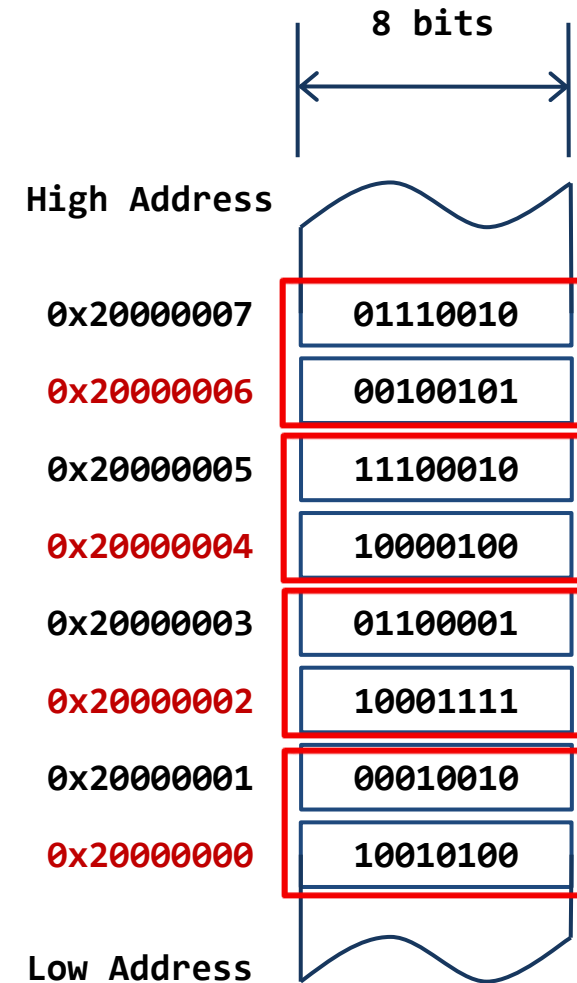 8 bits
High Address
0x20000007 01110010
0x20000006 00100101
0x20000005 11100010
0x20000004 10000100
0x20000003 01100001
0x20000002 10001111
0x20000001 00010010
0x20000000 10010100
Low Address